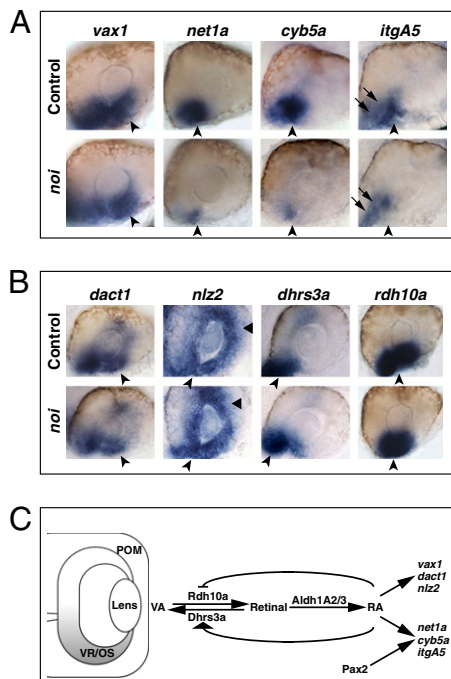 A
vax1 net1a cyb5a itgA5
Control
noi
B
dact1 nlz2 dhrs3a rdh10a
Control
noi
C
POM
Lens
VR/OS
VA
Rdh10a
Dhrs3a
Retinal
Aldh1A2/3
RA
vax1
dact1
nlz2
net1a
cyb5a
itgA5
Pax2